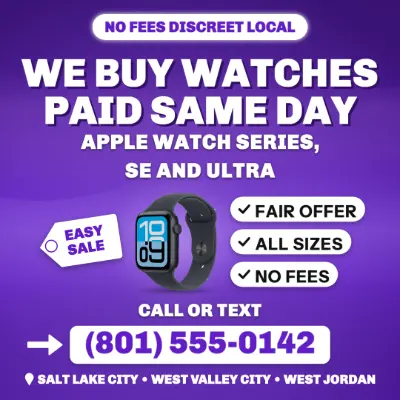 NO FEES DISCREET LOCAL
WE BUY WATCHES
PAID SAME DAY
APPLE WATCH SERIES,
SE AND ULTRA
EASY
SALE
10
09
FAIR OFFER
ALL SIZES
NO FEES
CALL OR TEXT
(801) 555-0142
SALT LAKE CITY • WEST VALLEY CITY • WEST JORDAN